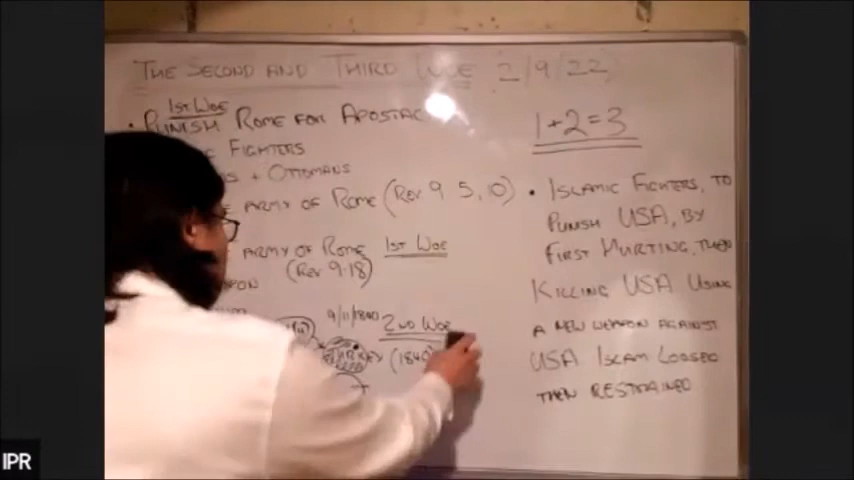 THE SECOND AND THIRD WOE (2/9/22)
1ST WOE
• PUNISH ROME FOR APOSTAC
FIGHTERS
S + OTTOMANS
ARMY OF ROME (REV 9 5, 10)
ARMY OF ROME 1ST WOE
(REV 9:18)
9/11/1840 2ND WOE
(1840)
1+2=3
• ISLAMIC FIGHTERS, TO
PUNISH USA, BY
FIRST HURTING, THEN
KILLING USA USING
A NEW WEAPON AGAINST
USA ISLAM LOOSED
THEN RESTRAINED
IPR